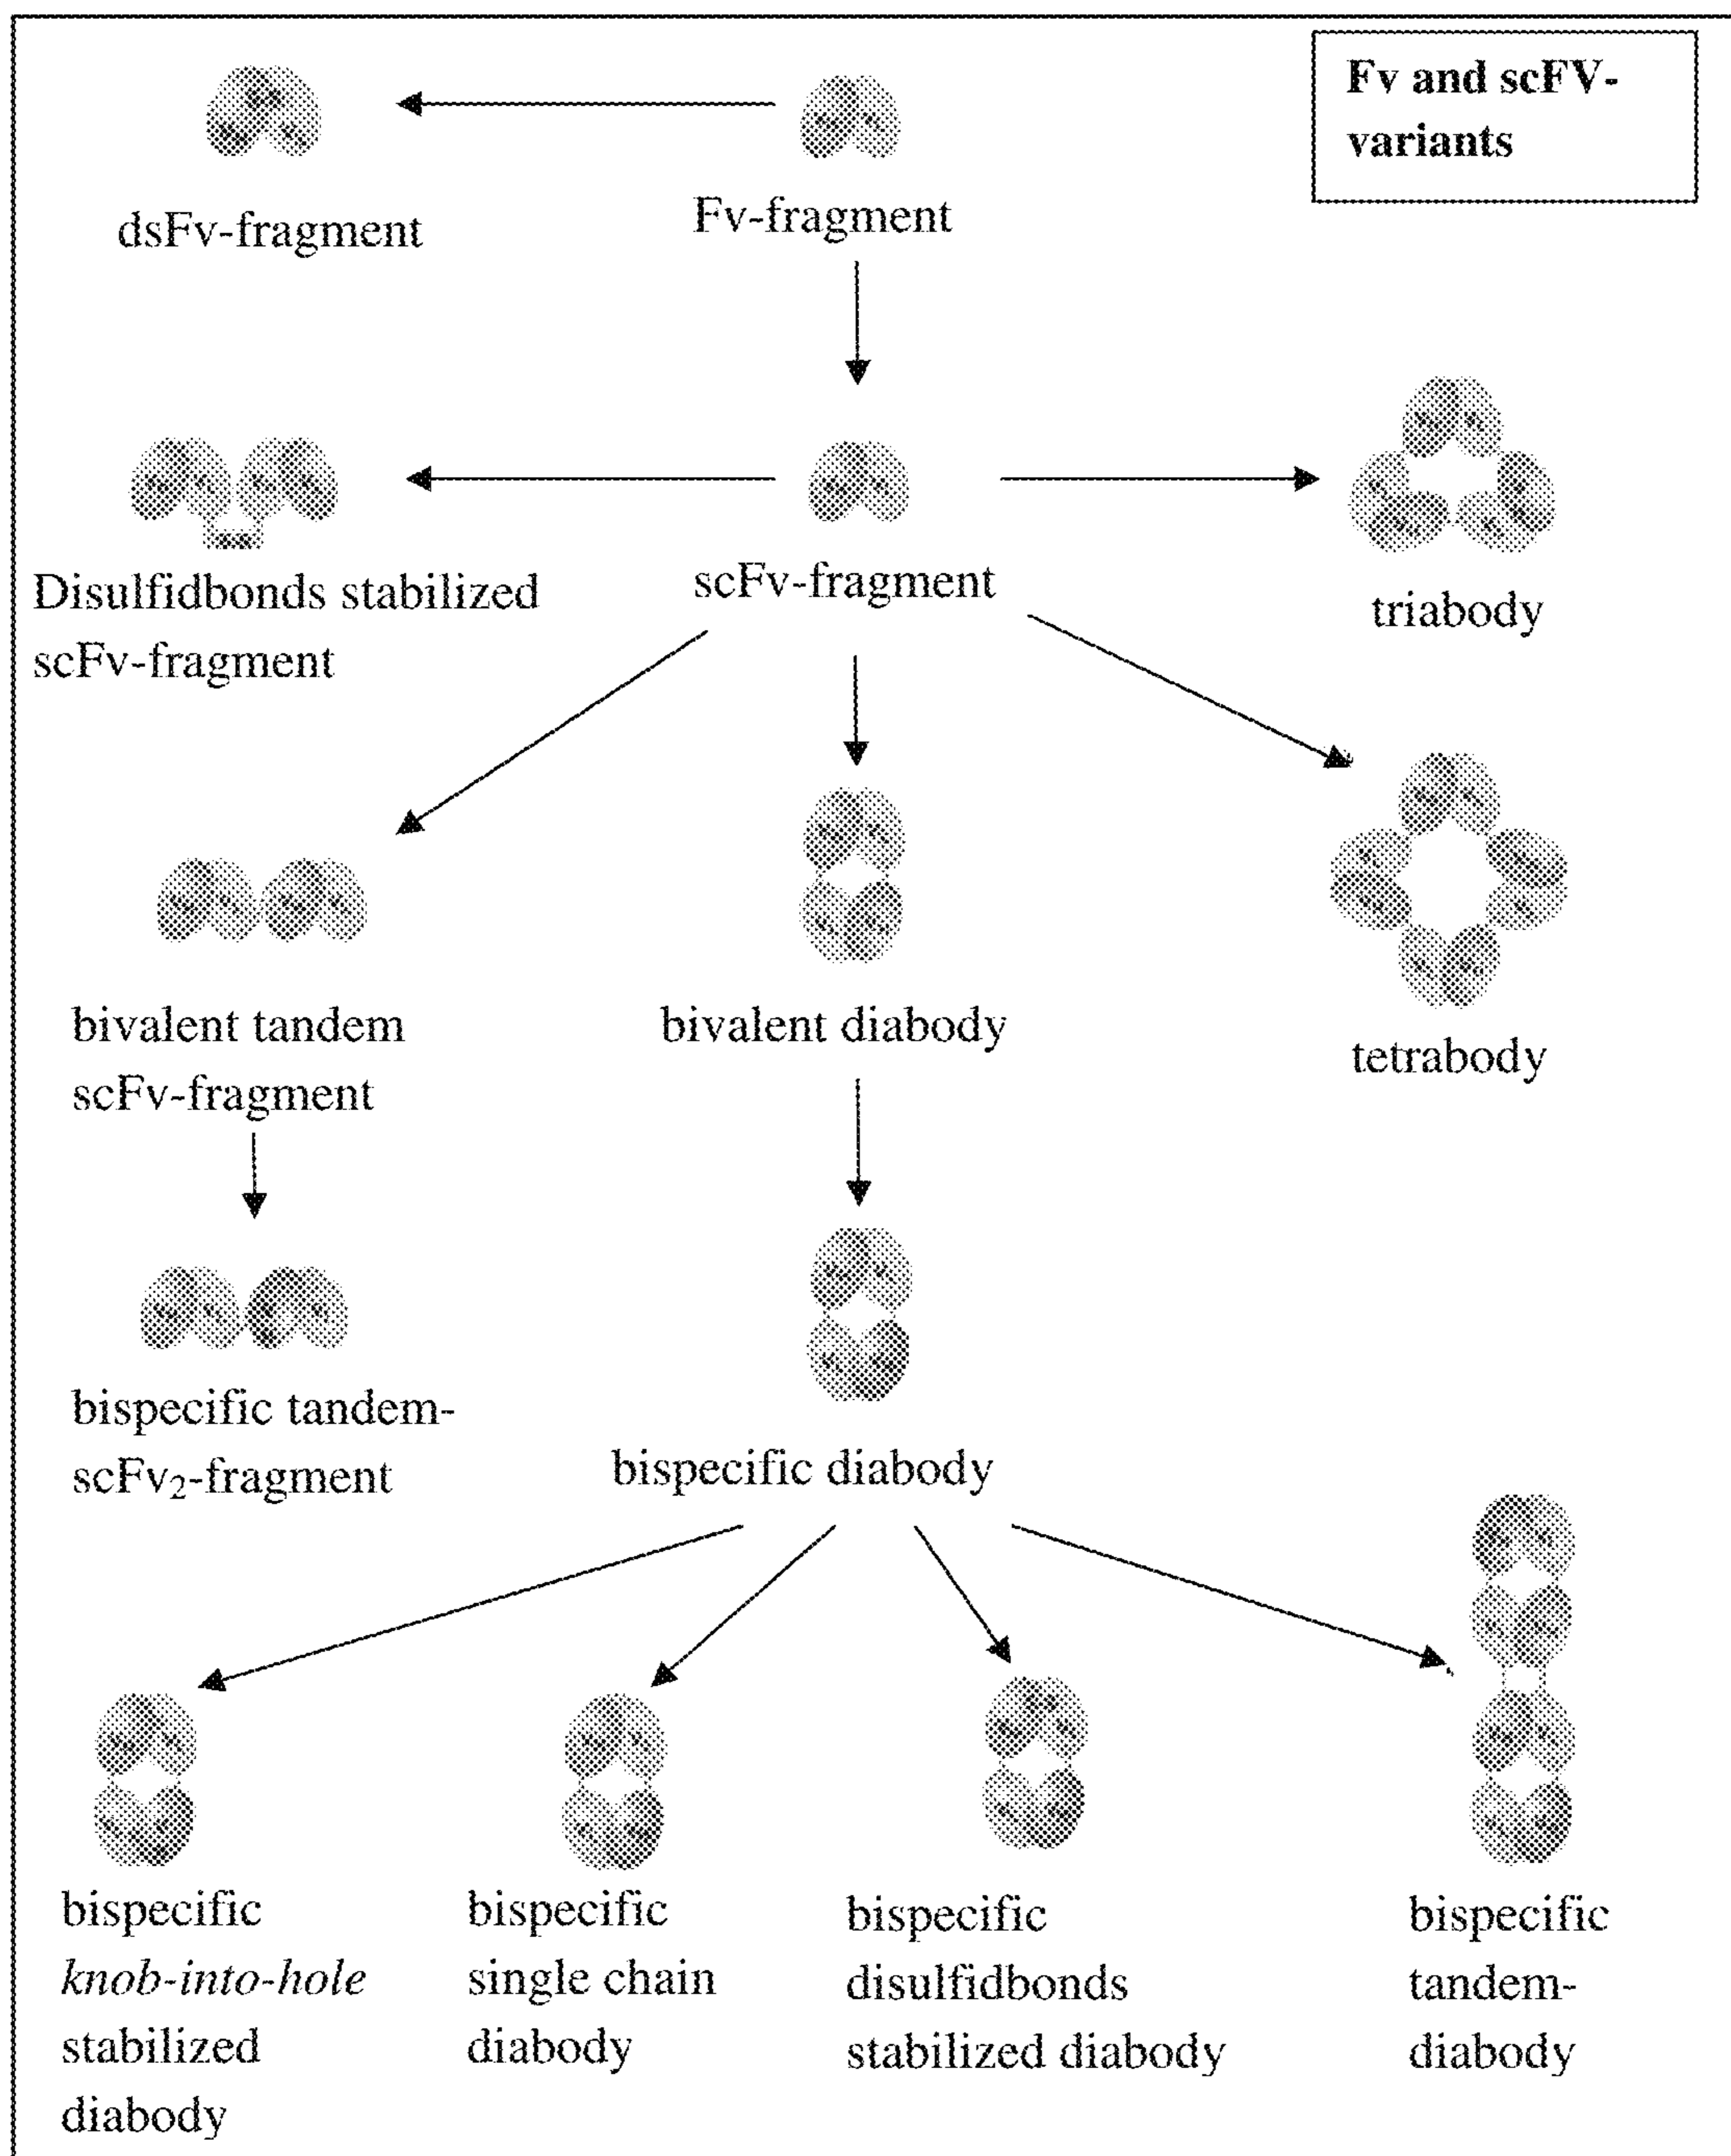 Fv and scFV-
variants
dsFv-fragment
Fv-fragment
Disulfidbonds stabilized
scFv-fragment
scFv-fragment
triabody
bivalent tandem
scFv-fragment
bivalent diabody
tetrabody
bispecific tandem-
scFv₂-fragment
bispecific diabody
bispecific
knob-into-hole
stabilized
diabody
bispecific
single chain
diabody
bispecific
disulfidbonds
stabilized diabody
bispecific
tandem-
diabody